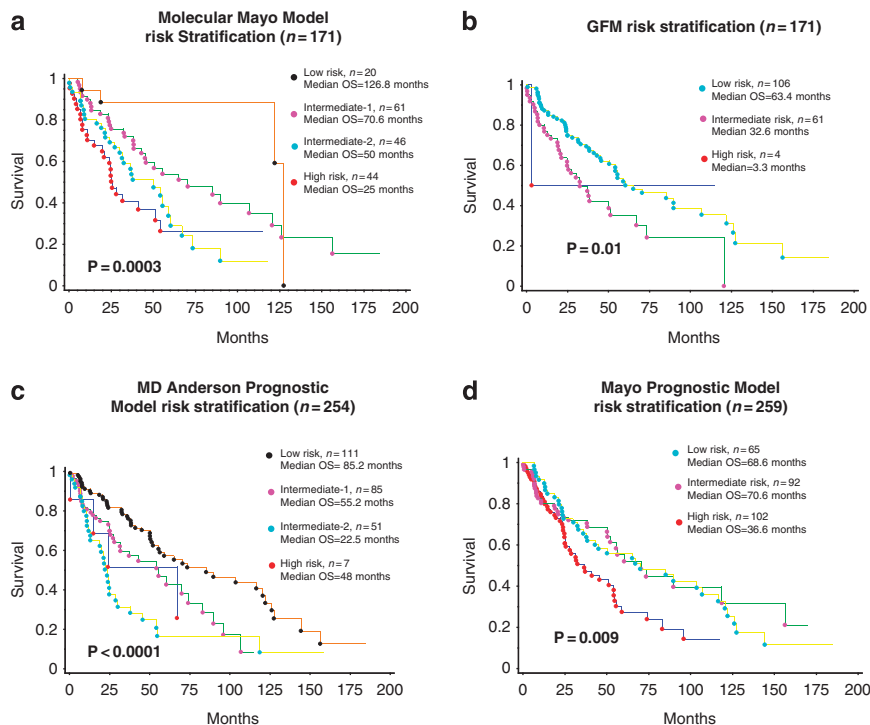 a
Molecular Mayo Model
risk Stratification (n=171)
Low risk, n=20
Median OS=126.8 months
Intermediate-1, n=61
Median OS=70.6 months
Intermediate-2, n=46
Median OS=50 months
High risk, n=44
Median OS=25 months
1
0.8
0.6
0.4
0.2
0
Survival
P=0.0003
0 25 50 75 100 125 150 175 200
Months
b
GFM risk stratification (n=171)
Low risk, n=106
Median OS=63.4 months
Intermediate risk, n=61
Median 32.6 months
High risk, n=4
Median=3.3 months
1
0.8
0.6
0.4
0.2
0
Survival
P=0.01
0 25 50 75 100 125 150 175 200
Months
c
MD Anderson Prognostic
Model risk stratification (n=254)
Low risk, n=111
Median OS= 85.2 months
Intermediate-1, n=85
Median OS=55.2 months
Intermediate-2, n=51
Median OS=22.5 months
High risk, n=7
Median OS=48 months
1
0.8
0.6
0.4
0.2
0
Survival
P<0.0001
0 25 50 75 100 125 150 175 200
Months
d
Mayo Prognostic Model
risk stratification (n=259)
Low risk, n=65
Median OS=68.6 months
Intermediate risk, n=92
Median OS=70.6 months
High risk, n=102
Median OS=36.6 months
1
0.8
0.6
0.4
0.2
0
Survival
P=0.009
0 25 50 75 100 125 150 175 200
Months